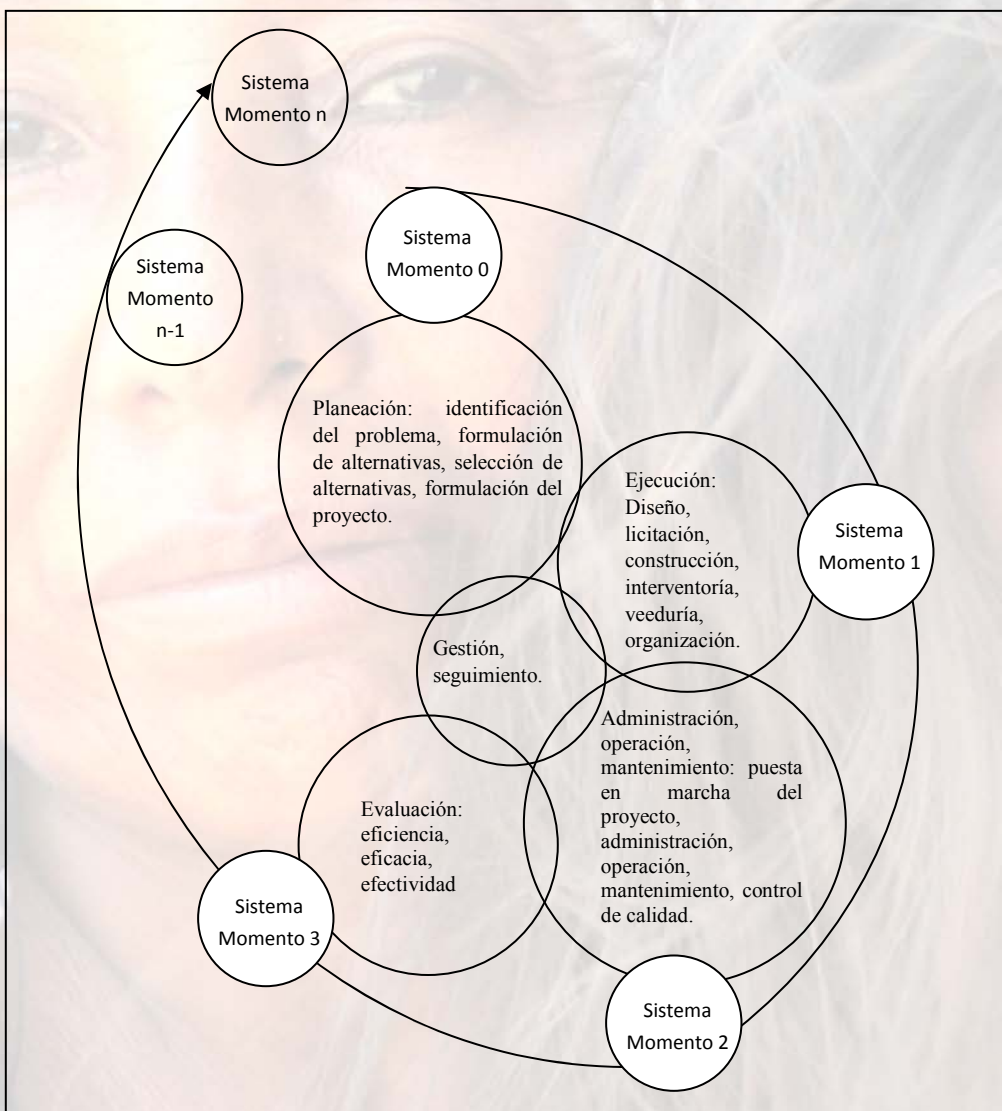 Sistema
Momento n
Sistema
Momento 0
Sistema
Momento
n-1
Planeación: identificación
del problema, formulación
de alternativas, selección de
alternativas, formulación del
proyecto.
Ejecución:
Diseño,
licitación,
construcción,
interventoría,
veeduría,
organización.
Sistema
Momento 1
Gestión,
seguimiento.
Administración,
operación,
mantenimiento: puesta
en marcha del
proyecto,
administración,
operación,
mantenimiento, control
de calidad.
Evaluación:
eficiencia,
eficacia,
efectividad
Sistema
Momento 3
Sistema
Momento 2